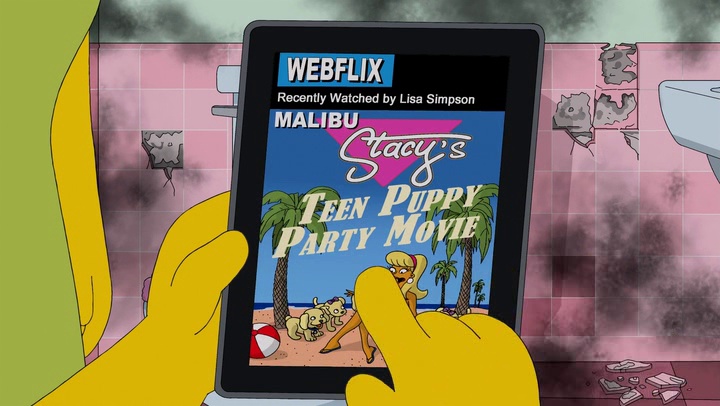 WEBFLIX
Recently Watched by Lisa Simpson
MALIBU
Stacy's
TEEN PUPPY
PARTY MOVIE